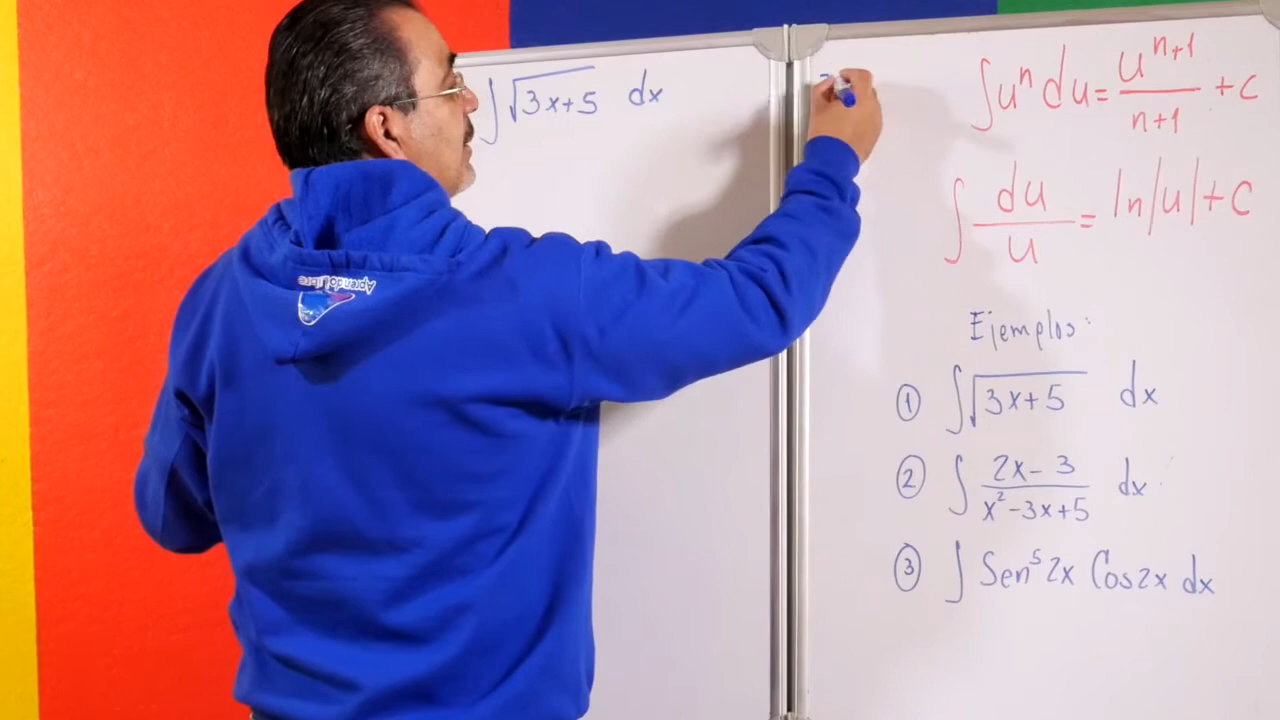 ∫√(3x+5) dx
∫uⁿ du = uⁿ⁺¹/(n+1) + c
∫du/u = ln|u| + c
Ejemplos:
① ∫√(3x+5) dx
② ∫(2x-3)/(x²-3x+5) dx
③ ∫Sen⁵2x Cos2x dx
AprendoLibre